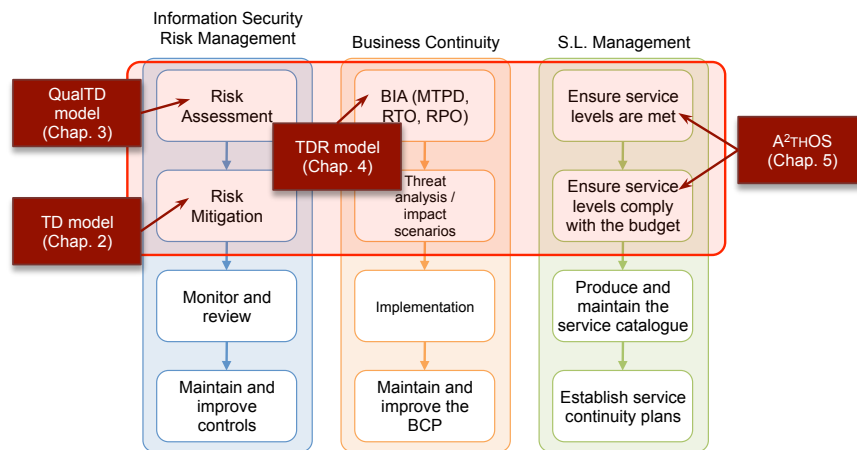 Information Security
Risk Management
Business Continuity
S.L. Management
QualTD
model
(Chap. 3)
Risk
Assessment
BIA (MTPD,
RTO, RPO)
Ensure service
levels are met
TDR model
(Chap. 4)
A²THOS
(Chap. 5)
TD model
(Chap. 2)
Risk
Mitigation
Threat
analysis /
impact
scenarios
Ensure service
levels comply
with the budget
Monitor and
review
Implementation
Produce and
maintain the
service catalogue
Maintain and
improve
controls
Maintain and
improve the
BCP
Establish service
continuity plans